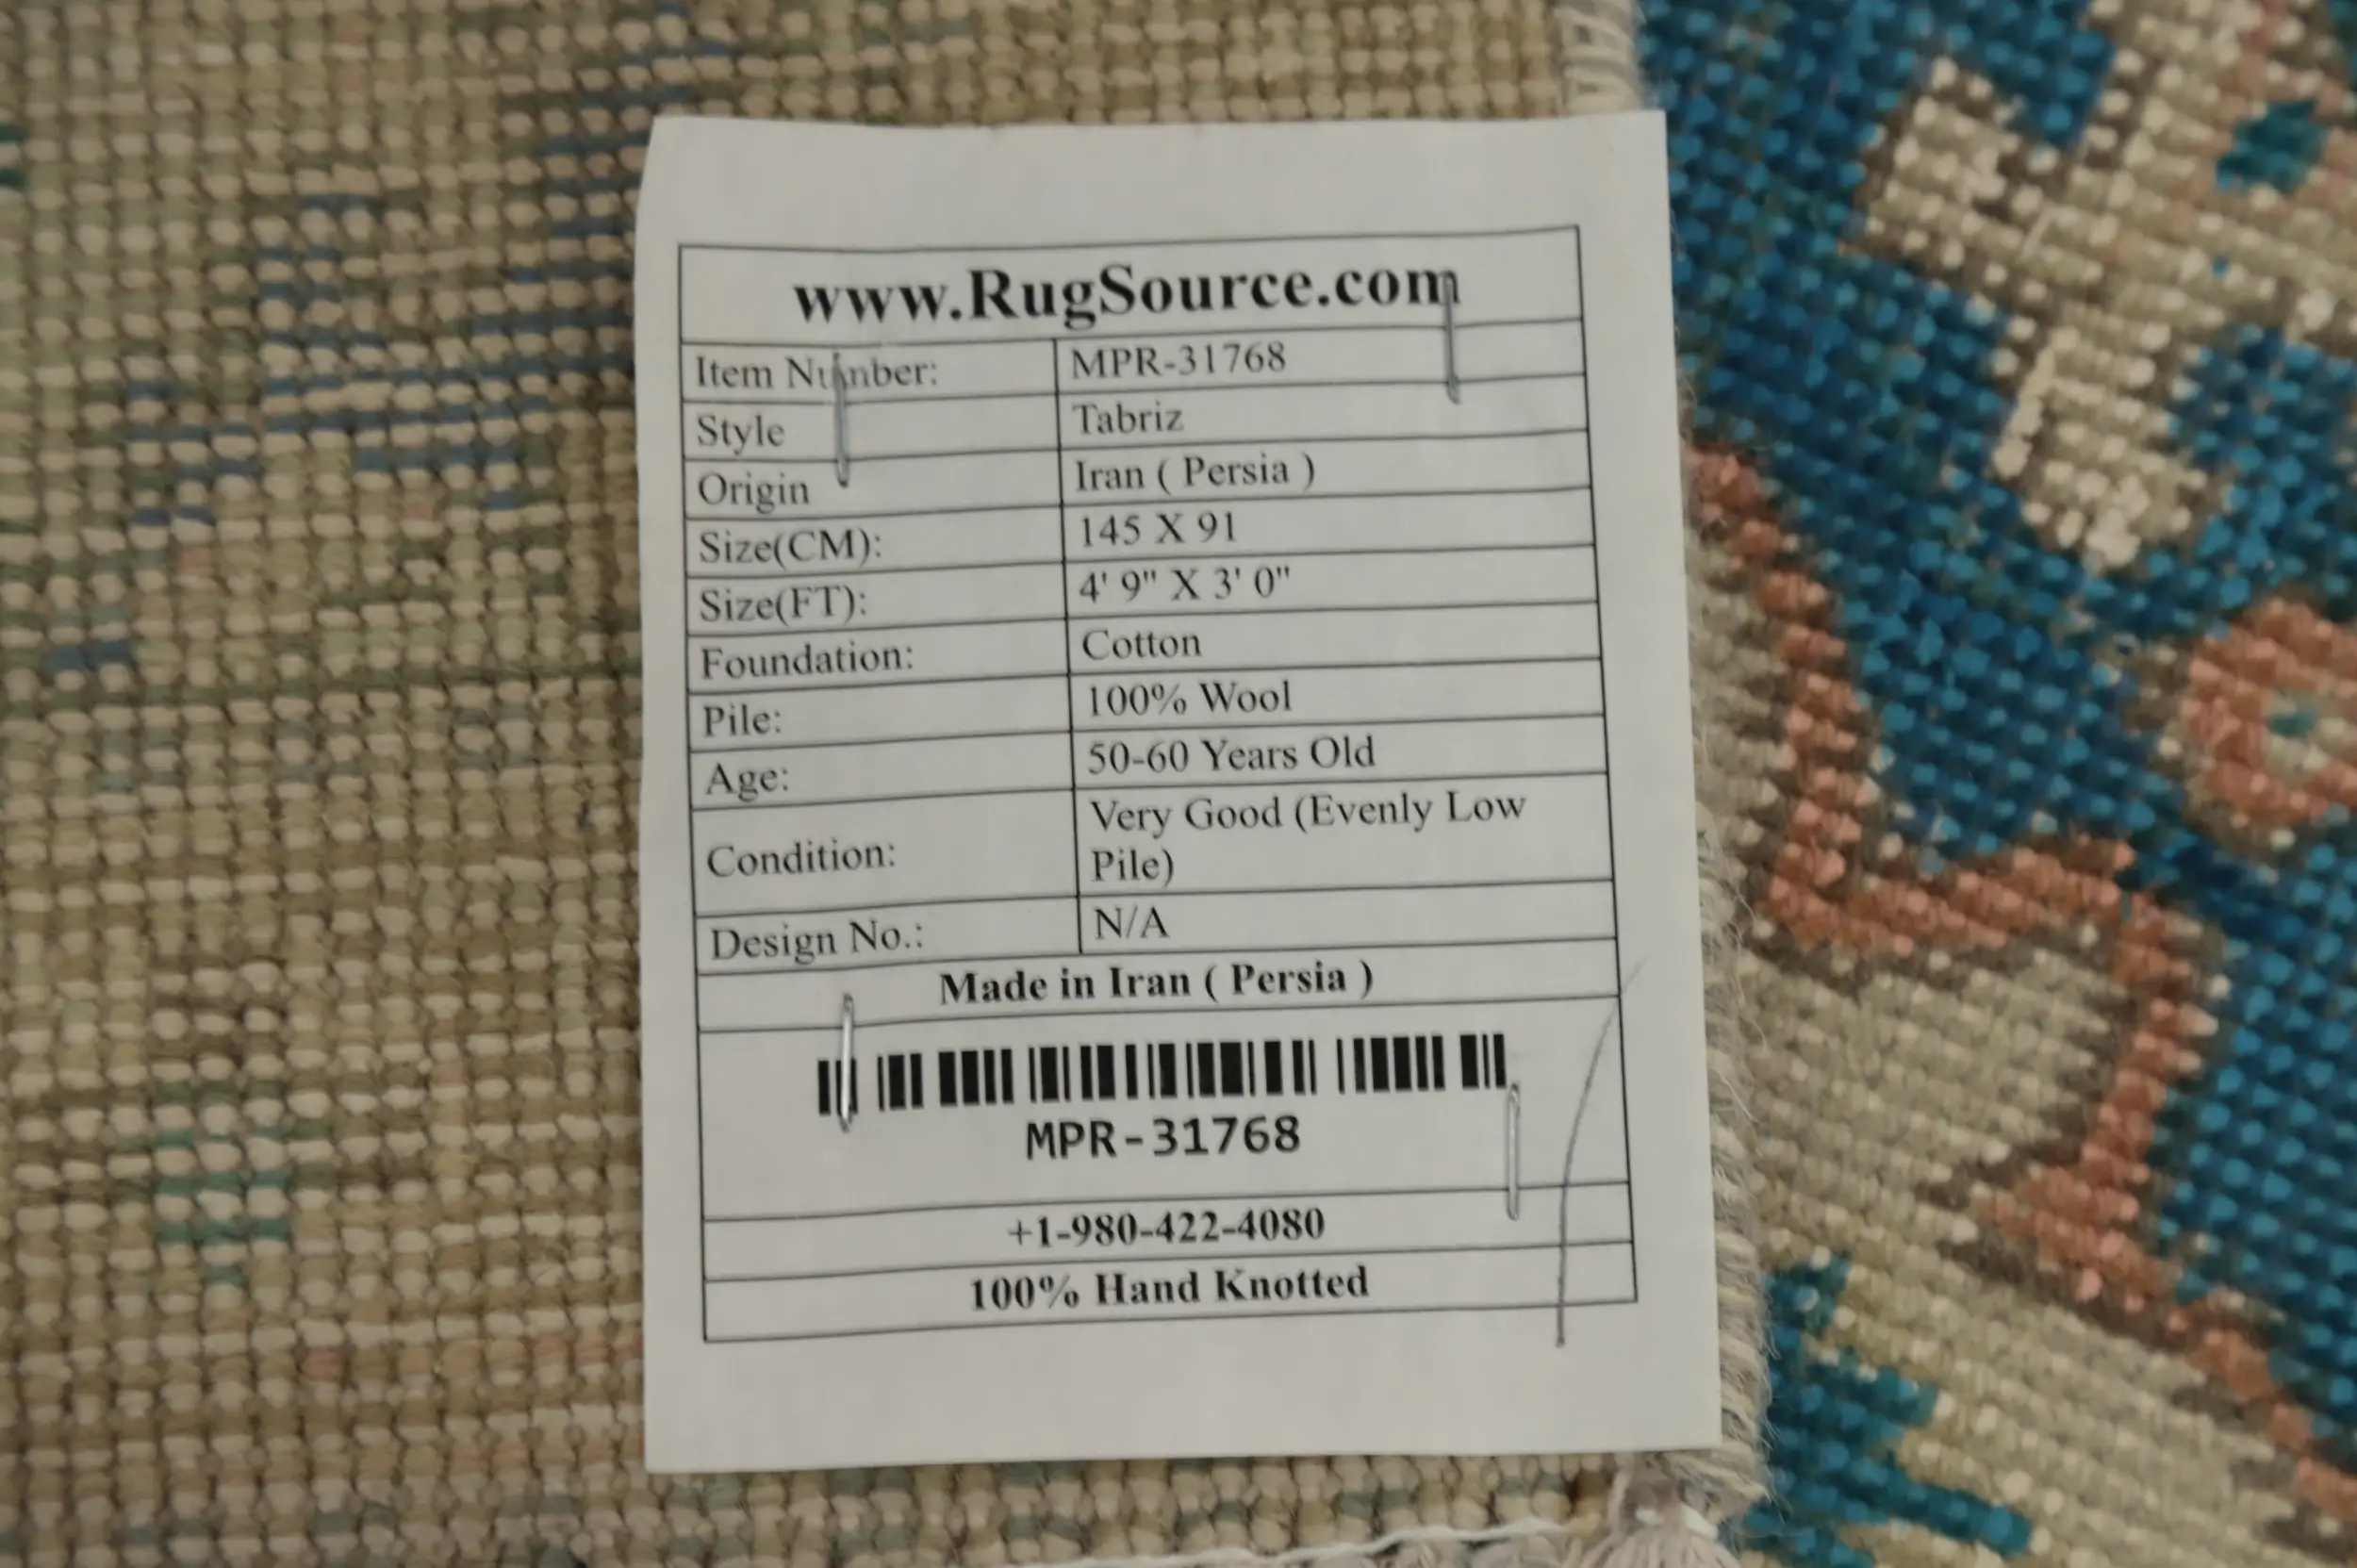 www.RugSource.com
Item Number: MPR-31768
Style Tabriz
Origin Iran ( Persia )
Size(CM): 145 X 91
Size(FT): 4' 9" X 3' 0"
Foundation: Cotton
Pile: 100% Wool
Age: 50-60 Years Old
Condition: Very Good (Evenly Low
Pile)
Design No.: N/A
Made in Iran ( Persia )
MPR-31768
+1-980-422-4080
100% Hand Knotted